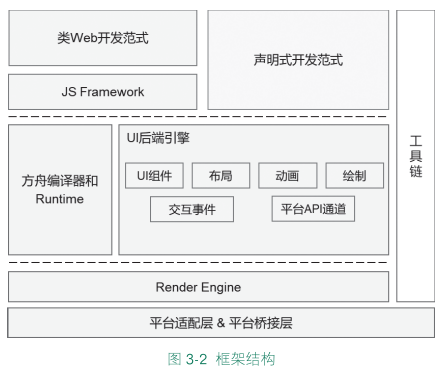 类Web开发范式
声明式开发范式
JS Framework
工具链
方舟编译器和
Runtime
UI后端引擎
UI组件
布局
动画
绘制
交互事件
平台API通道
Render Engine
平台适配层 & 平台桥接层
图 3-2 框架结构